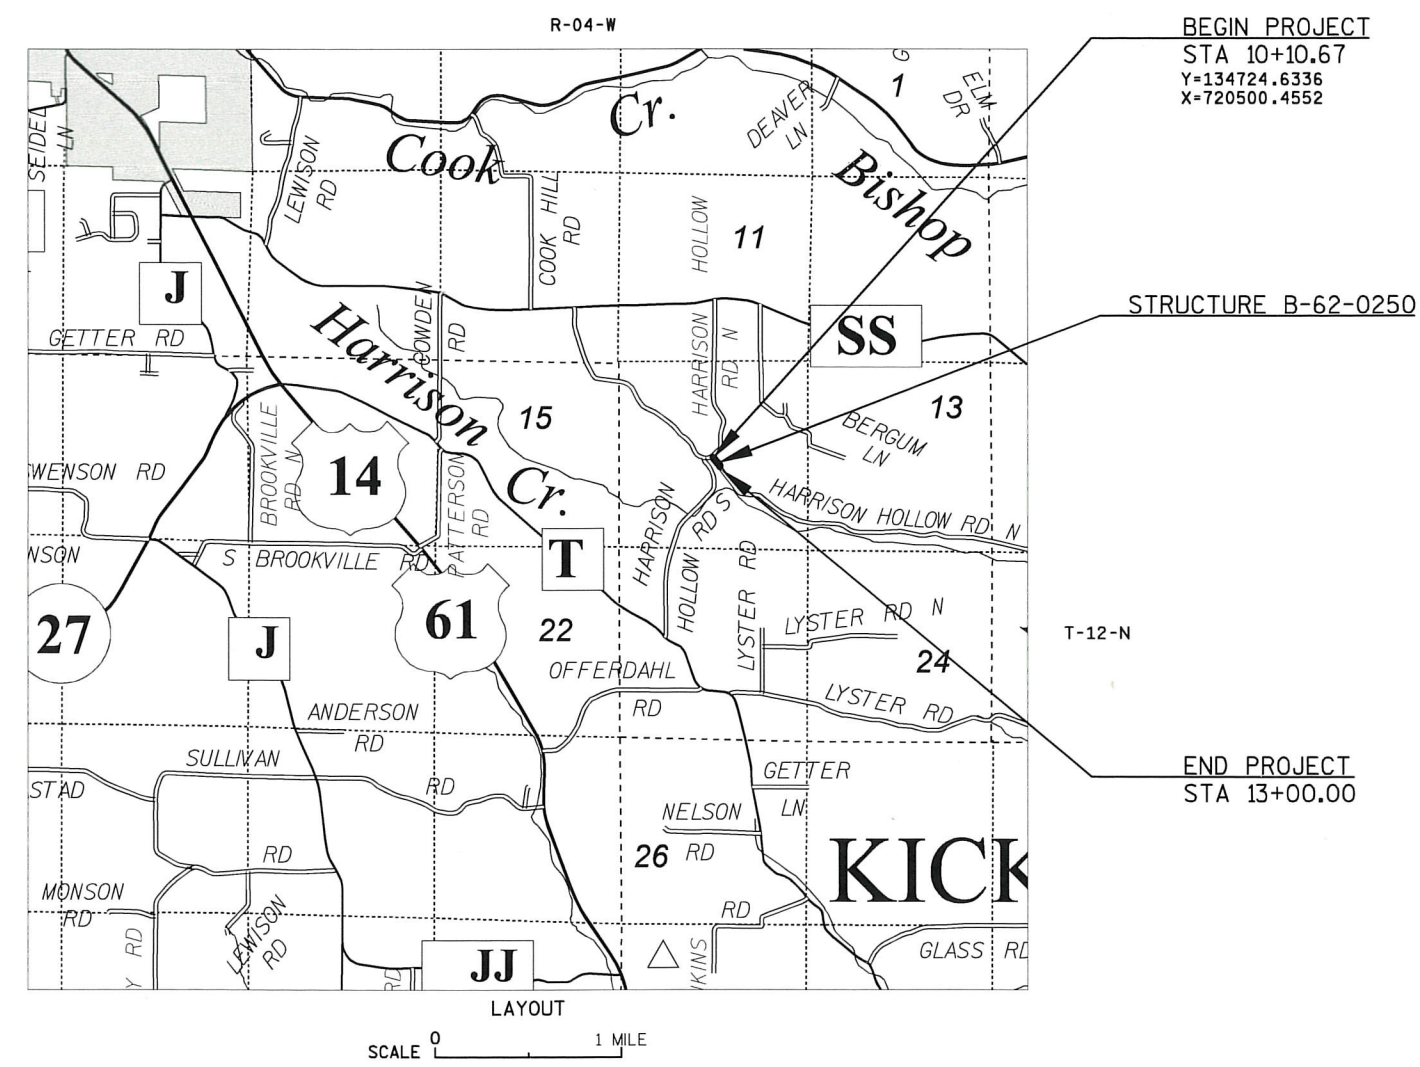 R-04-W
BEGIN PROJECT
STA 10+10.67
Y=134724.6336
X=720500.4552
STRUCTURE B-62-0250
T-12-N
END PROJECT
STA 13+00.00
G
1
ELM
DR
DEAVER
LN
Cook
Cr.
Bishop
SEIDEL
LN
LEWISON
RD
COOK HILL
RD
HOLLOW
11
J
GETTER RD
Harrison
Cr.
COWDEN
RD
HARRISON
RD N
SS
13
15
BERGUM
LN
BROOKVILLE
RD N
14
SWENSON RD
PATTERSON
RD
HARRISON
HOLLOW RD S
HARRISON HOLLOW RD N
NSON
S BROOKVILLE RD
T
LYSTER RD
LYSTER RD N
27
J
61
22
24
OFFERDAHL
RD
LYSTER RD
ANDERSON
RD
SULLIVAN
RD
STAD
GETTER
LN
NELSON
RD
26
KICK
RD
MONSON
RD
Y RD
LEWISON
RD
RD
JJ
RD
KINS
GLASS RD
LAYOUT
SCALE 0 1 MILE